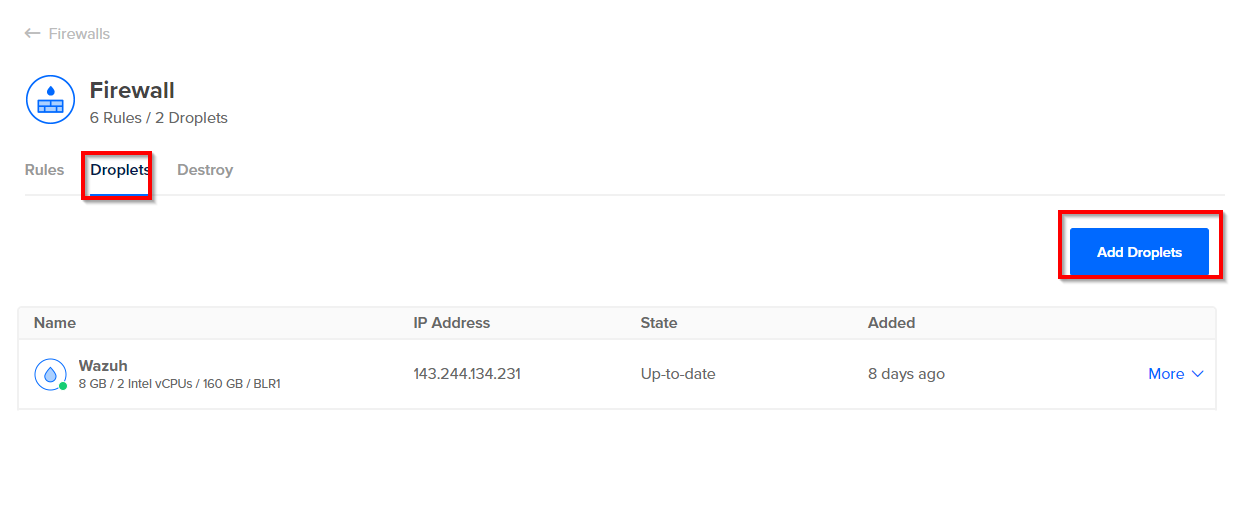 ← Firewalls
Firewall
6 Rules / 2 Droplets
Rules Droplets Destroy
Add Droplets
Name IP Address State Added
Wazuh
8 GB / 2 Intel vCPUs / 160 GB / BLR1
143.244.134.231 Up-to-date 8 days ago More